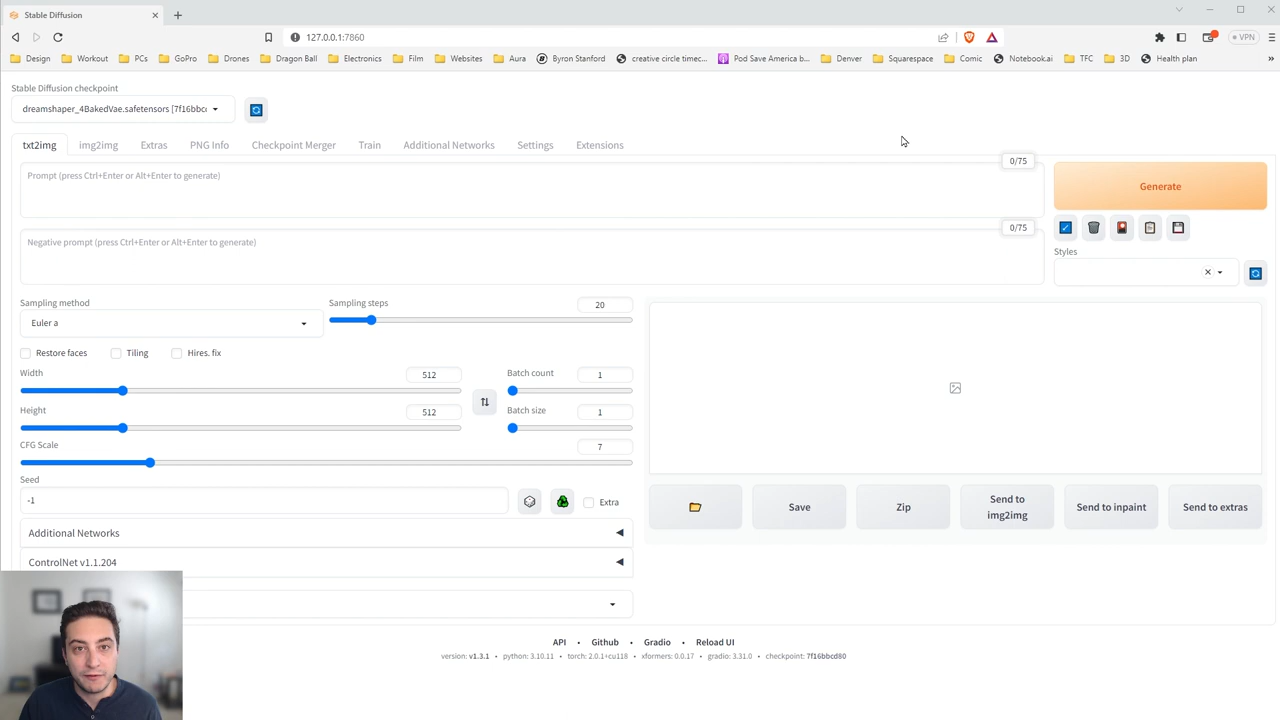 Stable Diffusion
127.0.0.1:7860
VPN
Design Workout PCs GoPro Drones Dragon Ball Electronics Film Websites Aura Byron Stanford creative circle timec... Pod Save America b... Denver Squarespace Comic Notebook.ai TFC 3D Health plan »
Stable Diffusion checkpoint
dreamshaper_4BakedVae.safetensors [7f16bbcd
txt2img img2img Extras PNG Info Checkpoint Merger Train Additional Networks Settings Extensions
0/75
Prompt (press Ctrl+Enter or Alt+Enter to generate)
Generate
0/75
Negative prompt (press Ctrl+Enter or Alt+Enter to generate)
Styles
Sampling method
Euler a
Sampling steps
20
Restore faces Tiling Hires. fix
Width
512
Batch count
1
Height
512
Batch size
1
CFG Scale
7
Seed
-1
Extra
Save
Zip
Send to
img2img
Send to inpaint
Send to extras
Additional Networks
ControlNet v1.1.204
API • Github • Gradio • Reload UI
version: v1.3.1 • python: 3.10.11 • torch: 2.0.1+cu118 • xformers: 0.0.17 • gradio: 3.31.0 • checkpoint: 7f16bbcd80